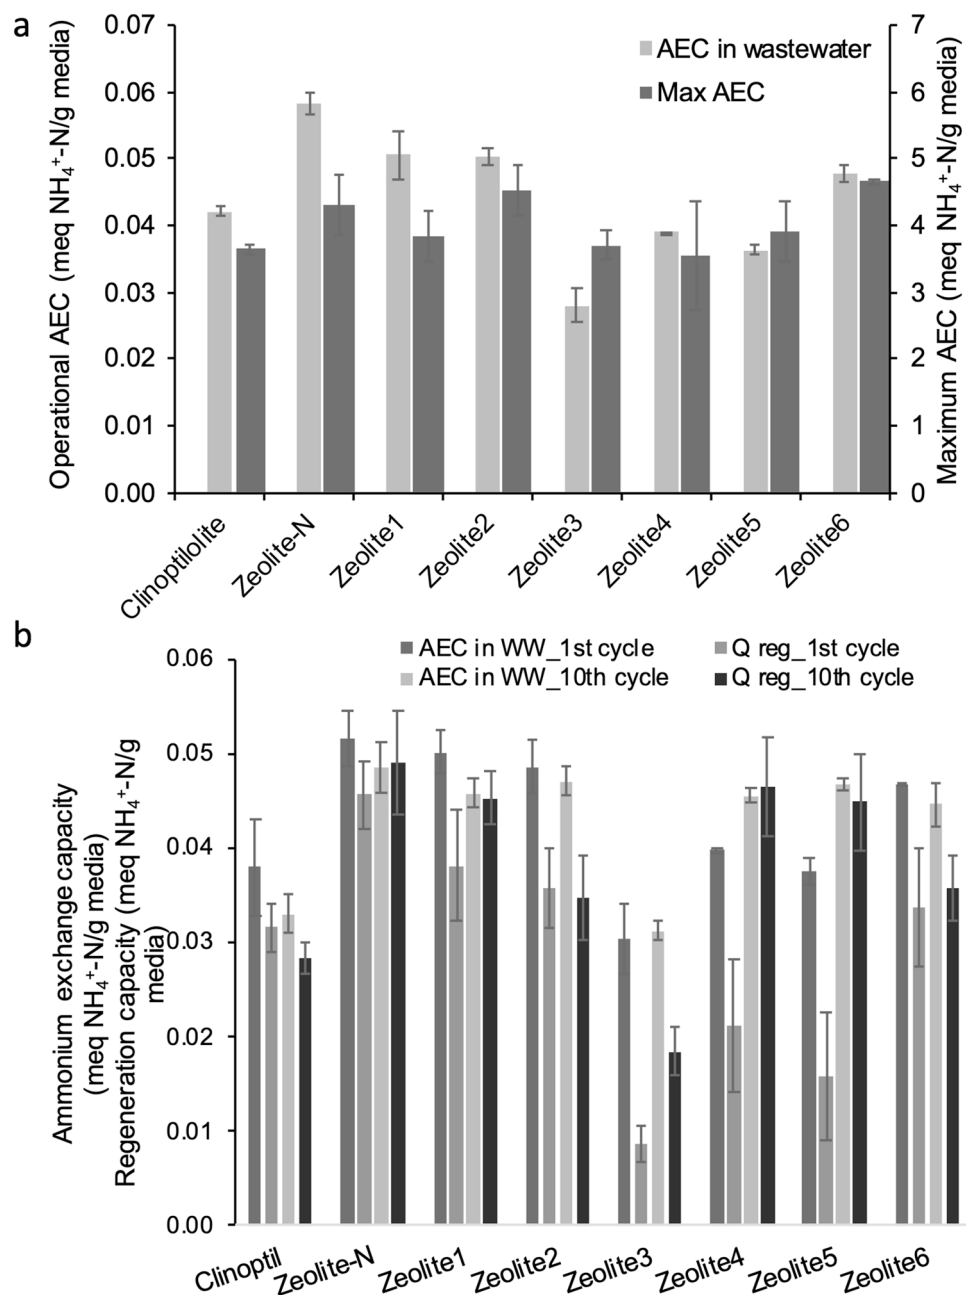 a
AEC in wastewater
Max AEC
Operational AEC (meq NH₄⁺-N/g media)
0.07
0.06
0.05
0.04
0.03
0.02
0.01
0.00
7
6
5
4
3
2
1
0
Maximum AEC (meq NH₄⁺-N/g media)
Clinoptilolite
Zeolite-N
Zeolite1
Zeolite2
Zeolite3
Zeolite4
Zeolite5
Zeolite6
b
AEC in WW_1st cycle
Q reg_1st cycle
AEC in WW_10th cycle
Q reg_10th cycle
Ammonium exchange capacity
(meq NH₄⁺-N/g media)
Regeneration capacity (meq NH₄⁺-N/g
media)
0.06
0.05
0.04
0.03
0.02
0.01
0.00
Clinoptil
Zeolite-N
Zeolite1
Zeolite2
Zeolite3
Zeolite4
Zeolite5
Zeolite6